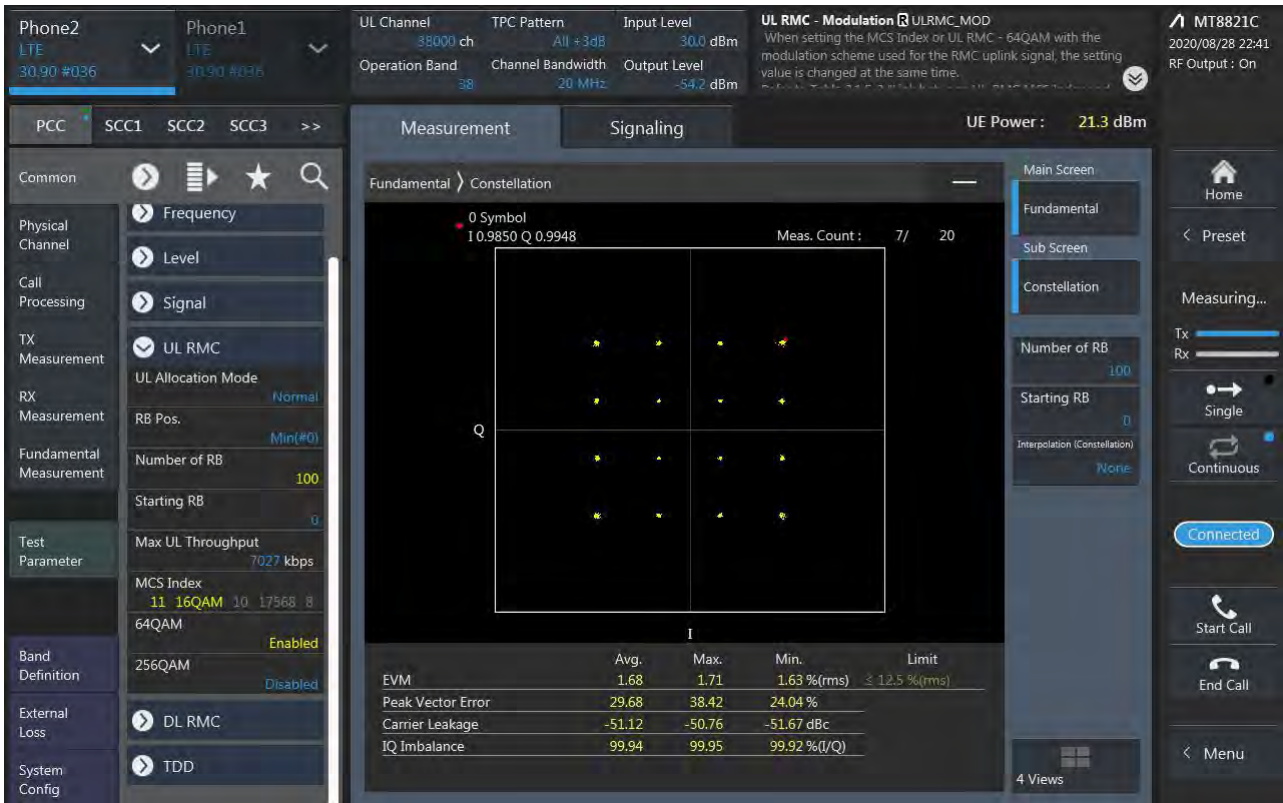 Phone2
LTE
30.90 #036
Phone1
LTE
30.90 #036
UL Channel
38000 ch
Operation Band
38
TPC Pattern
All +3dB
Channel Bandwidth
20 MHz
Input Level
30.0 dBm
Output Level
-54.2 dBm
UL RMC - Modulation R ULRMC_MOD
When setting the MCS Index or UL RMC - 64QAM with the
modulation scheme used for the RMC uplink signal, the setting
value is changed at the same time.
MT8821C
2020/08/28 22:41
RF Output : On
PCC
SCC1
SCC2
SCC3
>>
Measurement
Signaling
UE Power : 21.3 dBm
Common
Physical
Channel
Call
Processing
TX
Measurement
RX
Measurement
Fundamental
Measurement
Test
Parameter
Band
Definition
External
Loss
System
Config
Frequency
Level
Signal
UL RMC
UL Allocation Mode
Normal
RB Pos.
Min(#0)
Number of RB
100
Starting RB
0
Max UL Throughput
7027 kbps
MCS Index
11 16QAM 10 17568 8
64QAM
Enabled
256QAM
Disabled
DL RMC
TDD
Fundamental > Constellation
0 Symbol
I 0.9850 Q 0.9948
Meas. Count : 7/ 20
Q
I
Avg. Max. Min. Limit
EVM 1.68 1.71 1.63 %(rms) ≤ 12.5 %(rms)
Peak Vector Error 29.68 38.42 24.04 %
Carrier Leakage -51.12 -50.76 -51.67 dBc
IQ Imbalance 99.94 99.95 99.92 %(I/Q)
Main Screen
Fundamental
Sub Screen
Constellation
Number of RB
100
Starting RB
0
Interpolation (Constellation)
None
4 Views
Home
< Preset
Measuring...
Tx
Rx
Single
Continuous
Connected
Start Call
End Call
< Menu